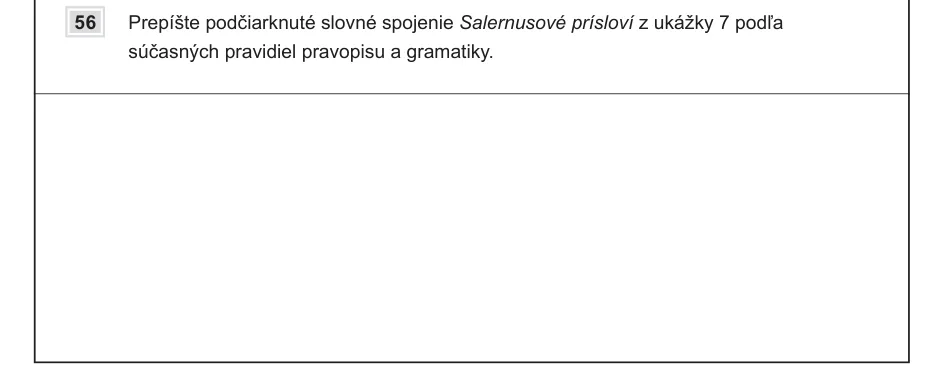 56 Prepíšte podčiarknuté slovné spojenie Salernusové prísloví z ukážky 7 podľa
súčasných pravidiel pravopisu a gramatiky.